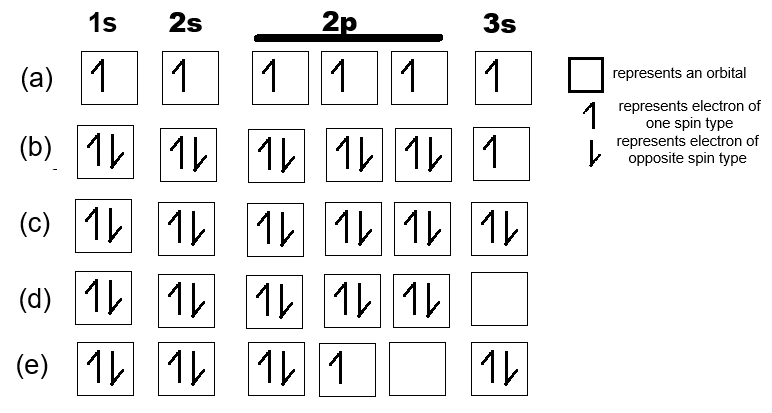 1s 2s 2p 3s
(a)
represents an orbital
represents electron of
one spin type
(b)
represents electron of
opposite spin type
(c)
(d)
(e)